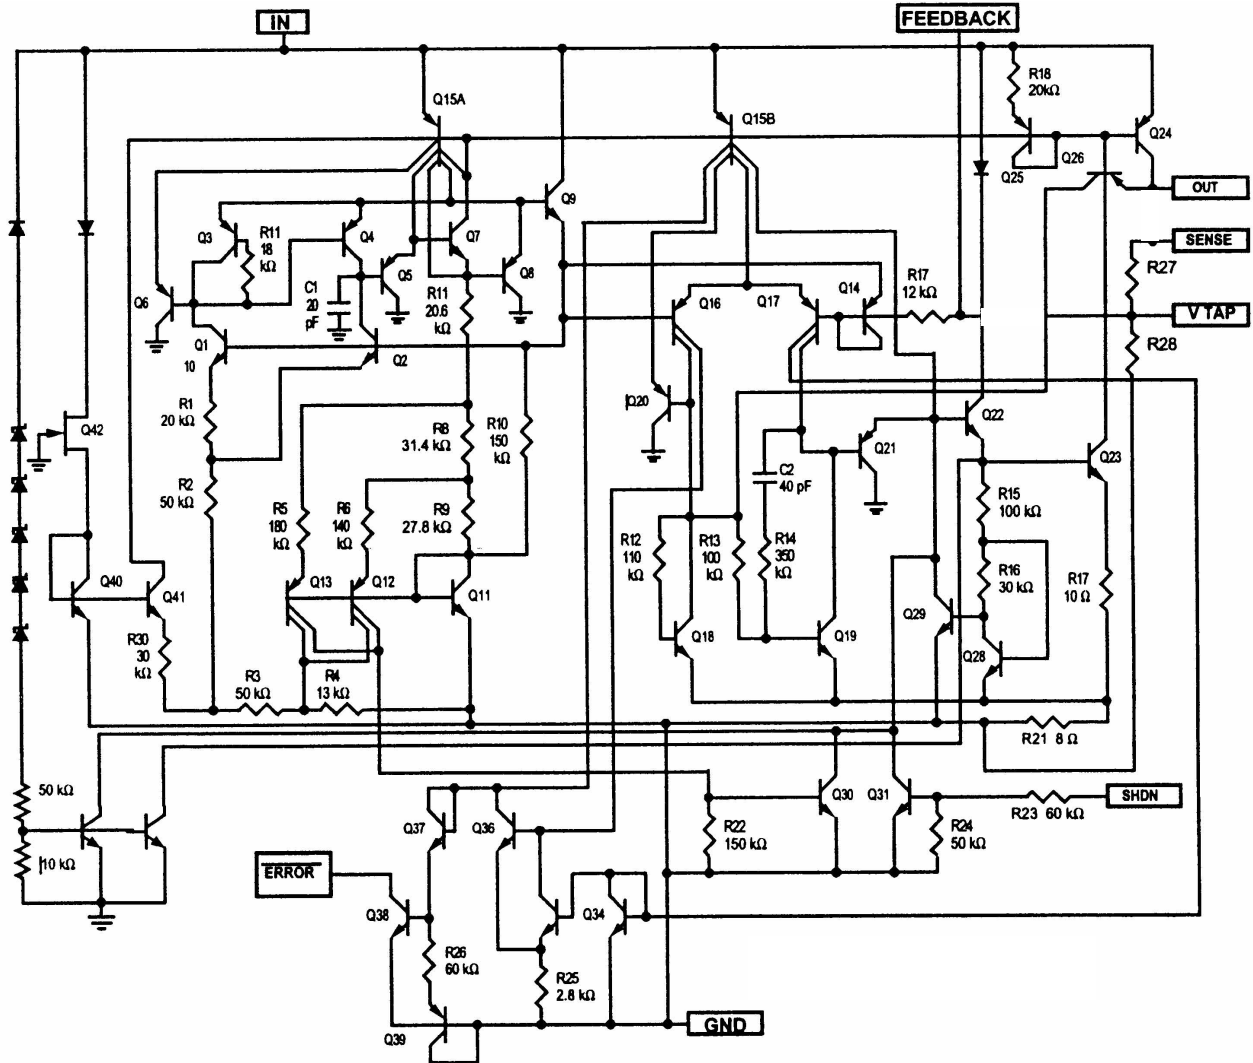 IN
FEEDBACK
R18
20kΩ
Q15A
Q15B
Q24
Q26
Q25
OUT
Q9
Q3
R11
18
kΩ
Q4
Q7
SENSE
R27
Q5
Q8
Q6
C1
20
pF
R11
20.6
kΩ
Q16
Q17
Q14
R17
12 kΩ
V TAP
Q1
10
Q2
R28
Q20
R1
20 kΩ
R8
31.4 kΩ
R10
150
kΩ
Q42
Q22
Q21
Q23
C2
40 pF
R2
50 kΩ
R5
180
kΩ
R6
140
kΩ
R9
27.8 kΩ
R15
100 kΩ
R12
110
kΩ
R13
100
kΩ
R14
350
kΩ
R16
30 kΩ
R17
10 Ω
Q40
Q41
Q13
Q12
Q11
Q29
Q18
Q19
Q28
R30
30
kΩ
R3
50 kΩ
R4
13 kΩ
R21 8 Ω
50 kΩ
Q30
Q31
SHDN
R23 60 kΩ
Q37
Q36
R22
150 kΩ
R24
50 kΩ
10 kΩ
ERROR
Q38
Q34
R26
60 kΩ
R25
2.8 kΩ
Q39
GND